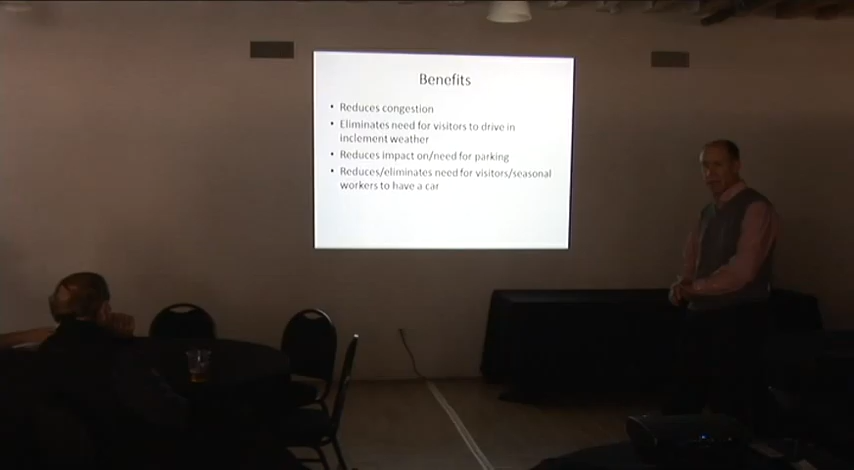 Benefits
• Reduces congestion
• Eliminates need for visitors to drive in
inclement weather
• Reduces impact on/need for parking
• Reduces/eliminates need for visitors/seasonal
workers to have a car